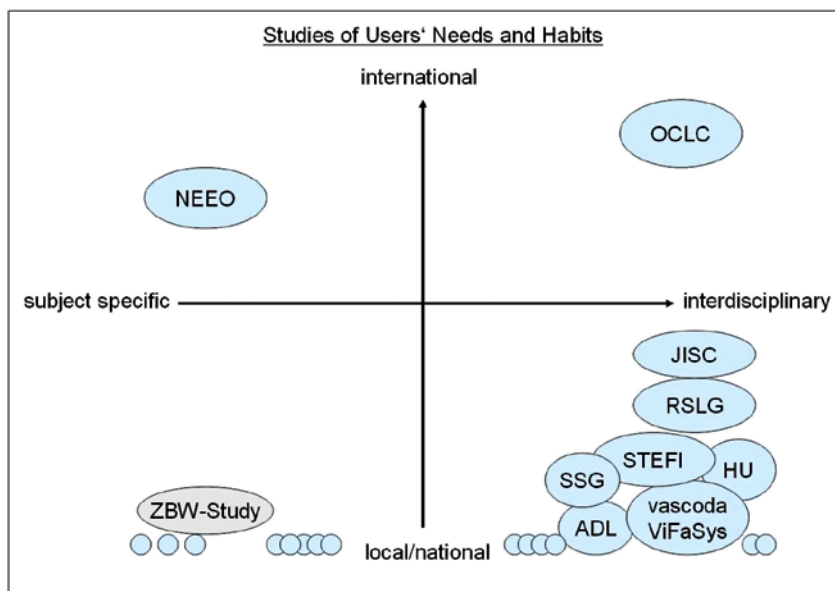 Studies of Users‘ Needs and Habits
international
OCLC
NEEO
subject specific
interdisciplinary
JISC
RSLG
STEFI
HU
SSG
ZBW-Study
vascoda
ViFaSys
ADL
local/national